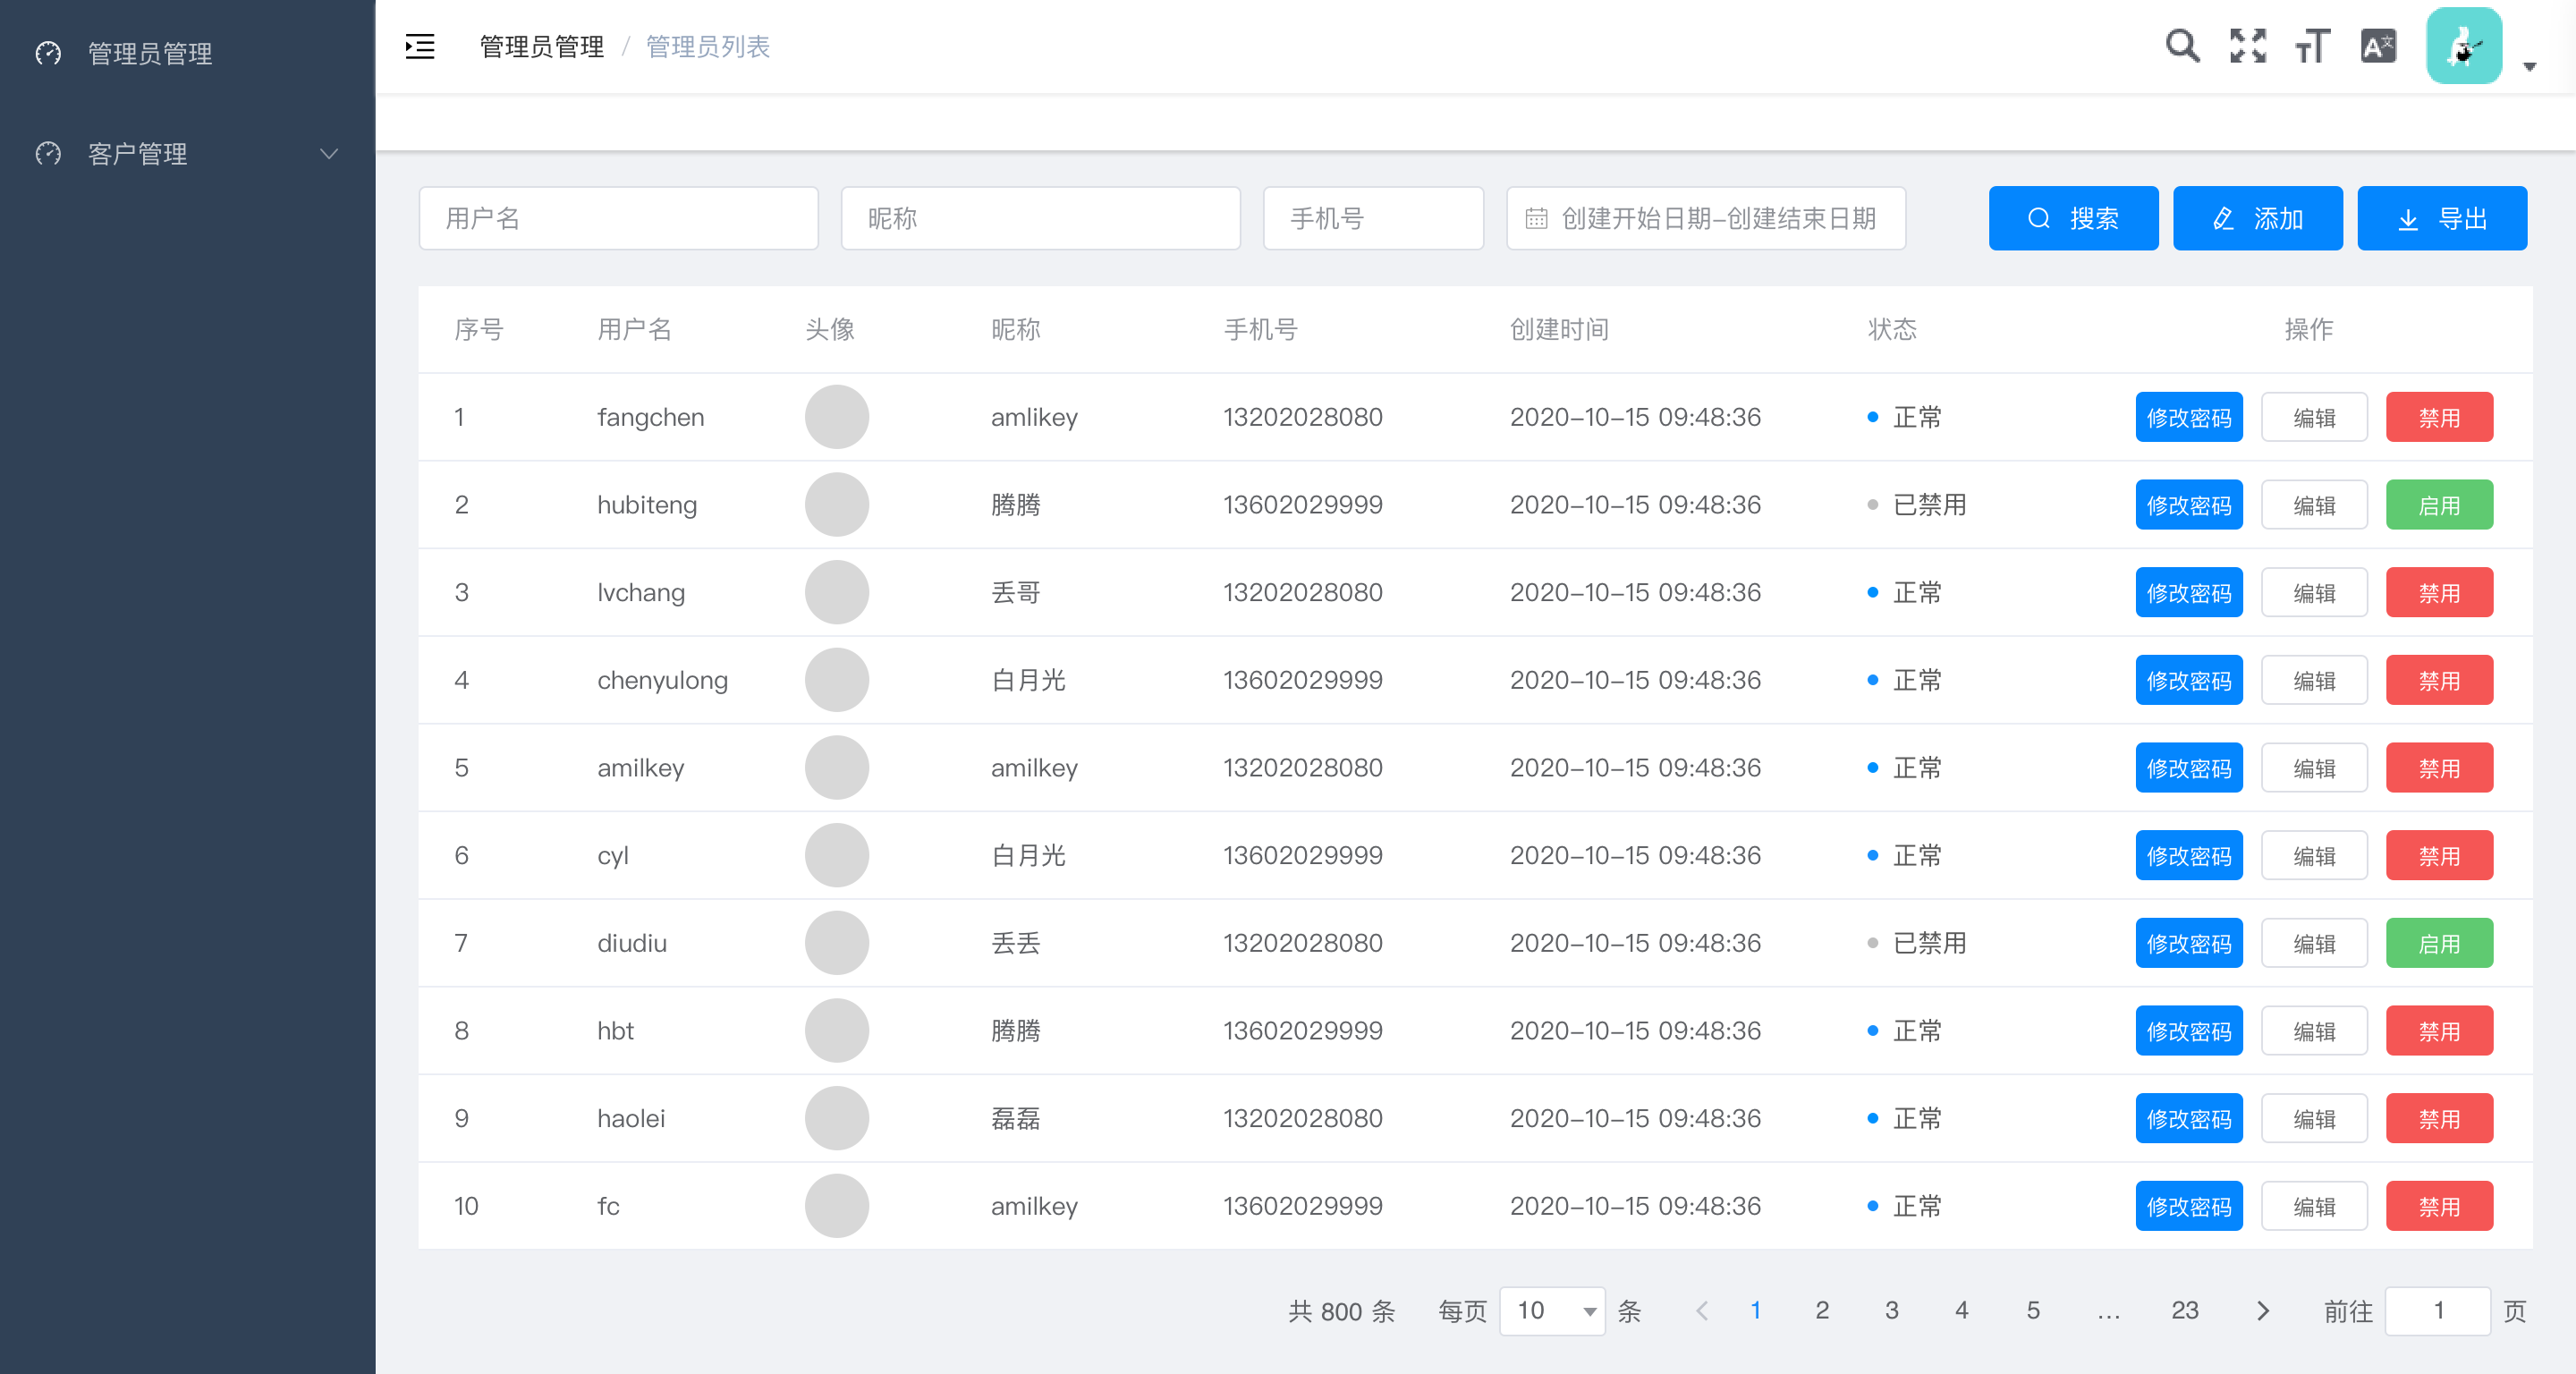 管理员管理
客户管理
管理员管理 / 管理员列表
用户名 昵称 手机号 创建开始日期-创建结束日期 搜索 添加 导出
序号 用户名 头像 昵称 手机号 创建时间 状态 操作
1 fangchen amlikey 13202028080 2020-10-15 09:48:36 正常 修改密码 编辑 禁用
2 hubiteng 腾腾 13602029999 2020-10-15 09:48:36 已禁用 修改密码 编辑 启用
3 lvchang 丢哥 13202028080 2020-10-15 09:48:36 正常 修改密码 编辑 禁用
4 chenyulong 白月光 13602029999 2020-10-15 09:48:36 正常 修改密码 编辑 禁用
5 amilkey amilkey 13202028080 2020-10-15 09:48:36 正常 修改密码 编辑 禁用
6 cyl 白月光 13602029999 2020-10-15 09:48:36 正常 修改密码 编辑 禁用
7 diudiu 丢丢 13202028080 2020-10-15 09:48:36 已禁用 修改密码 编辑 启用
8 hbt 腾腾 13602029999 2020-10-15 09:48:36 正常 修改密码 编辑 禁用
9 haolei 磊磊 13202028080 2020-10-15 09:48:36 正常 修改密码 编辑 禁用
10 fc amilkey 13602029999 2020-10-15 09:48:36 正常 修改密码 编辑 禁用
共 800 条 每页 10 条 1 2 3 4 5 ... 23 前往 1 页